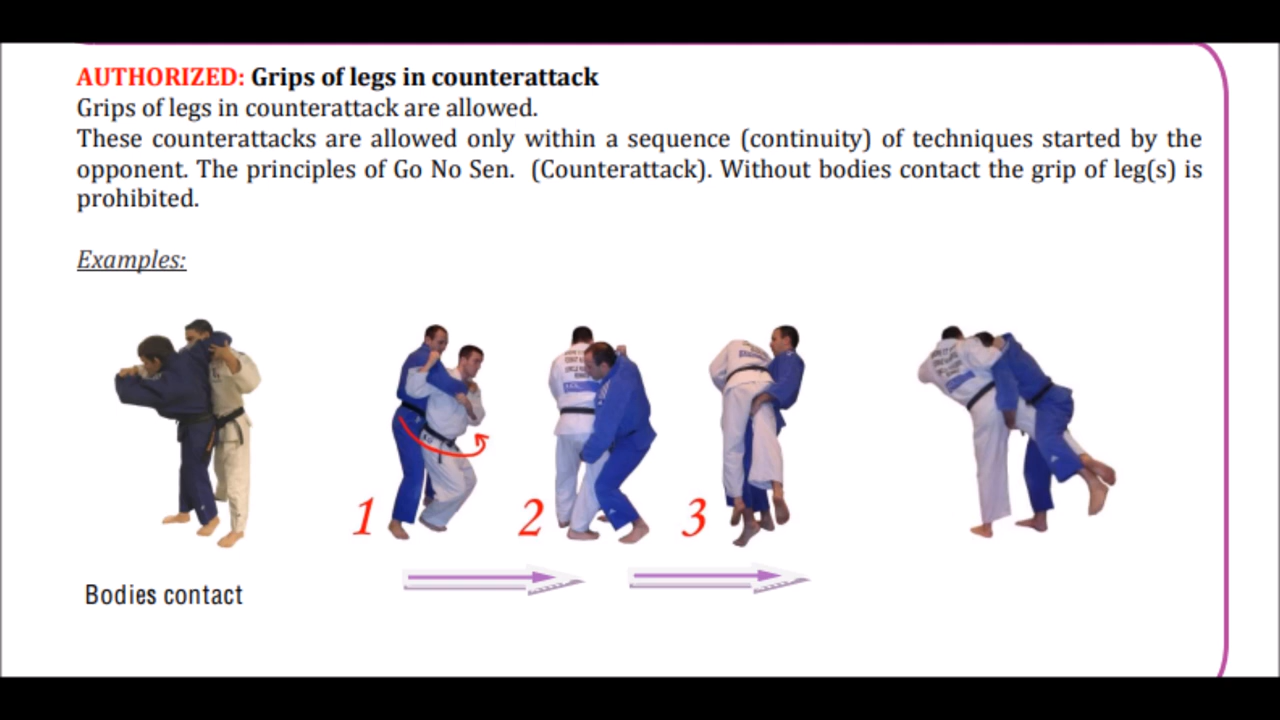 AUTHORIZED: Grips of legs in counterattack
Grips of legs in counterattack are allowed.
These counterattacks are allowed only within a sequence (continuity) of techniques started by the
opponent. The principles of Go No Sen. (Counterattack). Without bodies contact the grip of leg(s) is
prohibited.
Examples:
1
2
3
Bodies contact